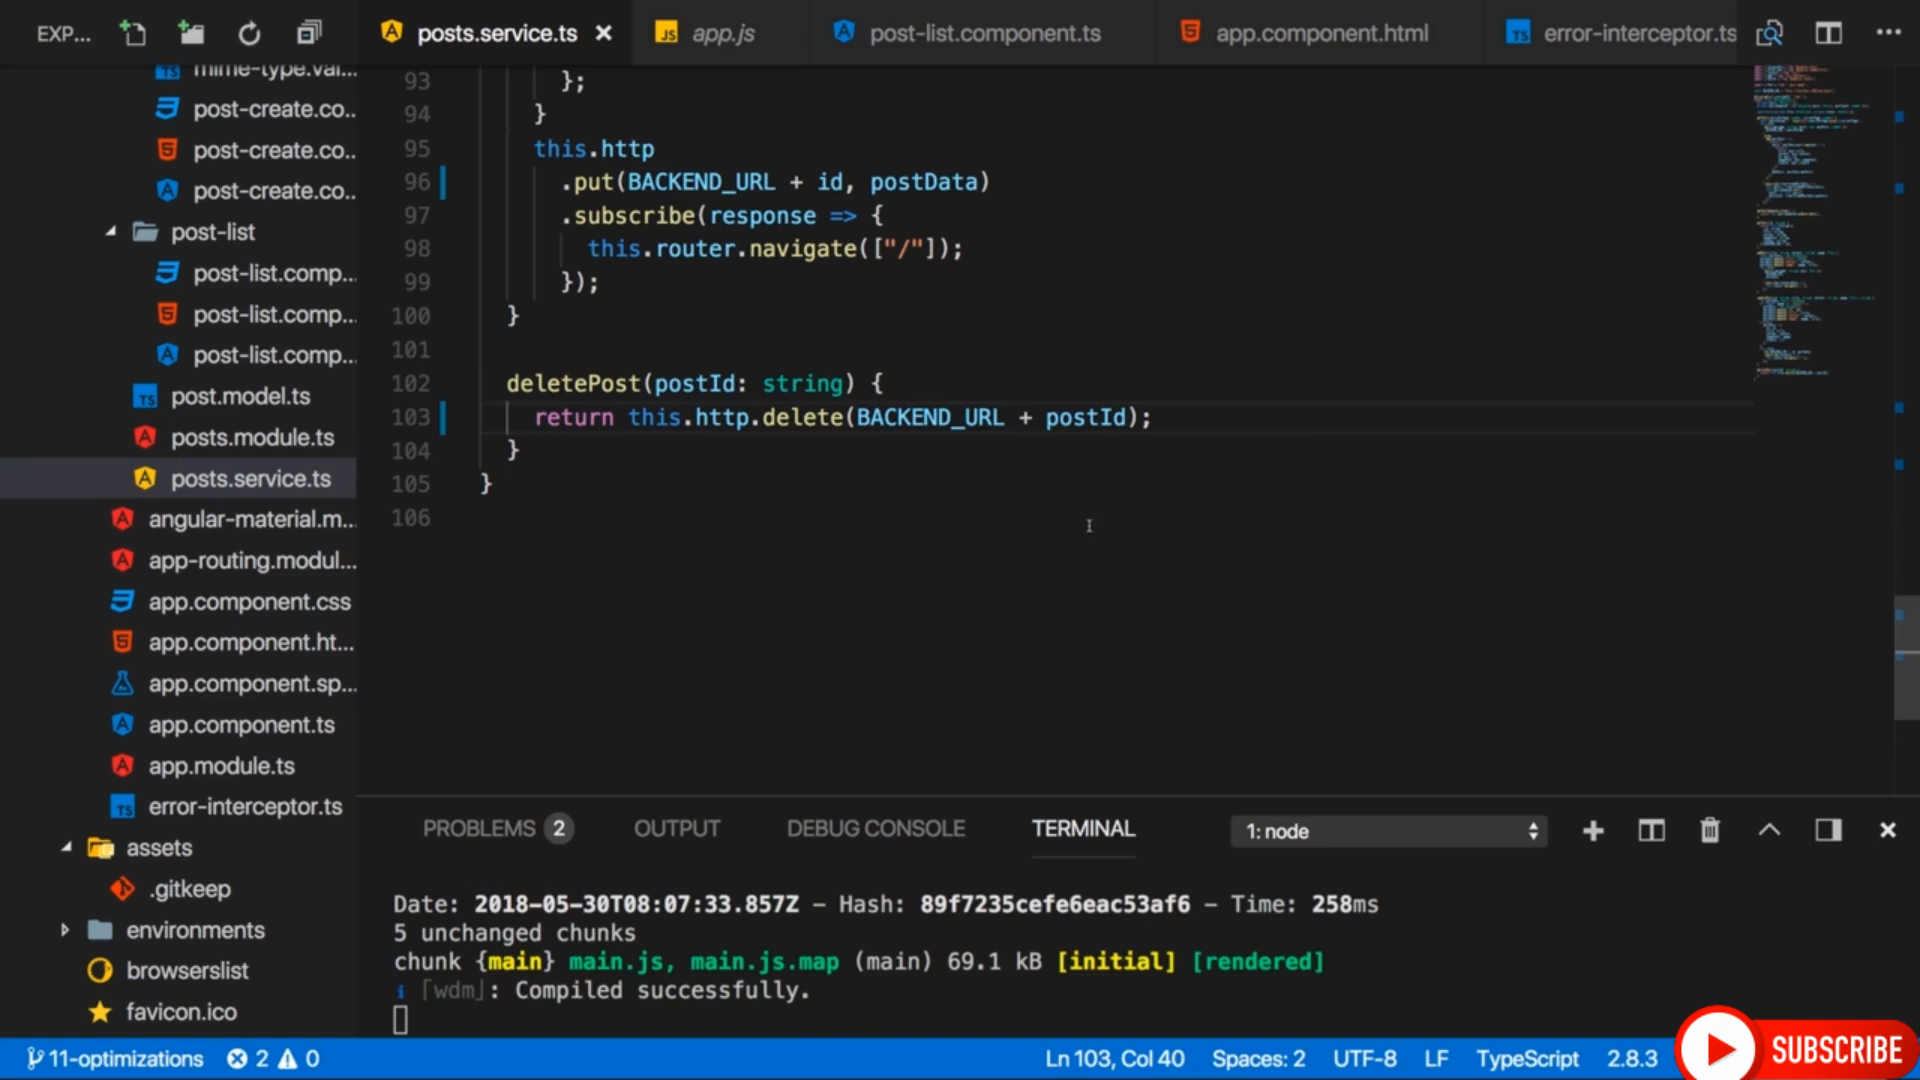 EXP...
posts.service.ts
app.js
post-list.component.ts
app.component.html
error-interceptor.ts
mime-type.val...
post-create.co...
post-create.co...
post-create.co...
post-list
post-list.comp...
post-list.comp...
post-list.comp...
post.model.ts
posts.module.ts
posts.service.ts
angular-material.m...
app-routing.modul...
app.component.css
app.component.ht...
app.component.sp...
app.component.ts
app.module.ts
error-interceptor.ts
assets
.gitkeep
environments
browserslist
favicon.ico
93 };
94 }
95 this.http
96 .put(BACKEND_URL + id, postData)
97 .subscribe(response => {
98 this.router.navigate(["/"]);
99 });
100 }
101
102 deletePost(postId: string) {
103 return this.http.delete(BACKEND_URL + postId);
104 }
105 }
106
PROBLEMS 2 OUTPUT DEBUG CONSOLE TERMINAL 1: node
Date: 2018-05-30T08:07:33.857Z – Hash: 89f7235cefe6eac53af6 – Time: 258ms
5 unchanged chunks
chunk {main} main.js, main.js.map (main) 69.1 kB [initial] [rendered]
i ｢wdm｣: Compiled successfully.
11-optimizations 2 0 Ln 103, Col 40 Spaces: 2 UTF-8 LF TypeScript 2.8.3
SUBSCRIBE